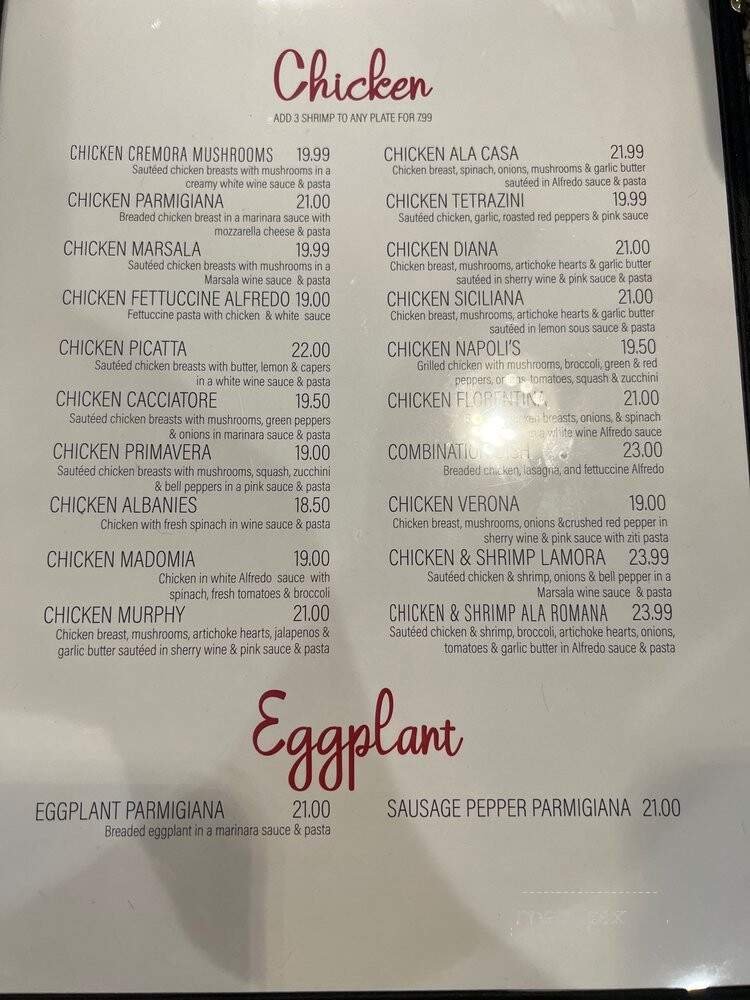 Chicken
ADD 3 SHRIMP TO ANY PLATE FOR 7.99
CHICKEN CREMORA MUSHROOMS 19.99
Sautéed chicken breasts with mushrooms in a
creamy white wine sauce & pasta
CHICKEN PARMIGIANA 21.00
Breaded chicken breast in a marinara sauce with
mozzarella cheese & pasta
CHICKEN MARSALA 19.99
Sautéed chicken breasts with mushrooms in a
Marsala wine sauce & pasta
CHICKEN FETTUCCINE ALFREDO 19.00
Fettuccine pasta with chicken & white sauce
CHICKEN PICATTA 22.00
Sautéed chicken breasts with butter, lemon & capers
in a white wine sauce & pasta
CHICKEN CACCIATORE 19.50
Sautéed chicken breasts with mushrooms, green peppers
& onions in marinara sauce & pasta
CHICKEN PRIMAVERA 19.00
Sautéed chicken breasts with mushrooms, squash, zucchini
& bell peppers in a pink sauce & pasta
CHICKEN ALBANIES 18.50
Chicken with fresh spinach in wine sauce & pasta
CHICKEN MADOMIA 19.00
Chicken in white Alfredo sauce with
spinach, fresh tomatoes & broccoli
CHICKEN MURPHY 21.00
Chicken breast, mushrooms, artichoke hearts, jalapenos &
garlic butter sautéed in sherry wine & pink sauce & pasta
CHICKEN ALA CASA 21.99
Chicken breast, spinach, onions, mushrooms & garlic butter
sautéed in Alfredo sauce & pasta
CHICKEN TETRAZINI 19.99
Sautéed chicken, garlic, roasted red peppers & pink sauce
CHICKEN DIANA 21.00
Chicken breast, mushrooms, artichoke hearts & garlic butter
sautéed in sherry wine & pink sauce & pasta
CHICKEN SICILIANA 21.00
Chicken breast, mushrooms, artichoke hearts & garlic butter
sautéed in lemon sous sauce & pasta
CHICKEN NAPOLI'S 19.50
Grilled chicken with mushrooms, broccoli, green & red
peppers, tomatoes, squash & zucchini
CHICKEN FLORENTINA 21.00
breasts, onions, & spinach
white wine Alfredo sauce
COMBINATION DISH 23.00
Breaded chicken, lasagna, and fettuccine Alfredo
CHICKEN VERONA 19.00
Chicken breast, mushrooms, onions &crushed red pepper in
sherry wine & pink sauce with ziti pasta
CHICKEN & SHRIMP LAMORA 23.99
Sautéed chicken & shrimp, onions & bell pepper in a
Marsala wine sauce & pasta
CHICKEN & SHRIMP ALA ROMANA 23.99
Sautéed chicken & shrimp, broccoli, artichoke hearts, onions,
tomatoes & garlic butter in Alfredo sauce & pasta
Eggplant
EGGPLANT PARMIGIANA 21.00
Breaded eggplant in a marinara sauce & pasta
SAUSAGE PEPPER PARMIGIANA 21.00